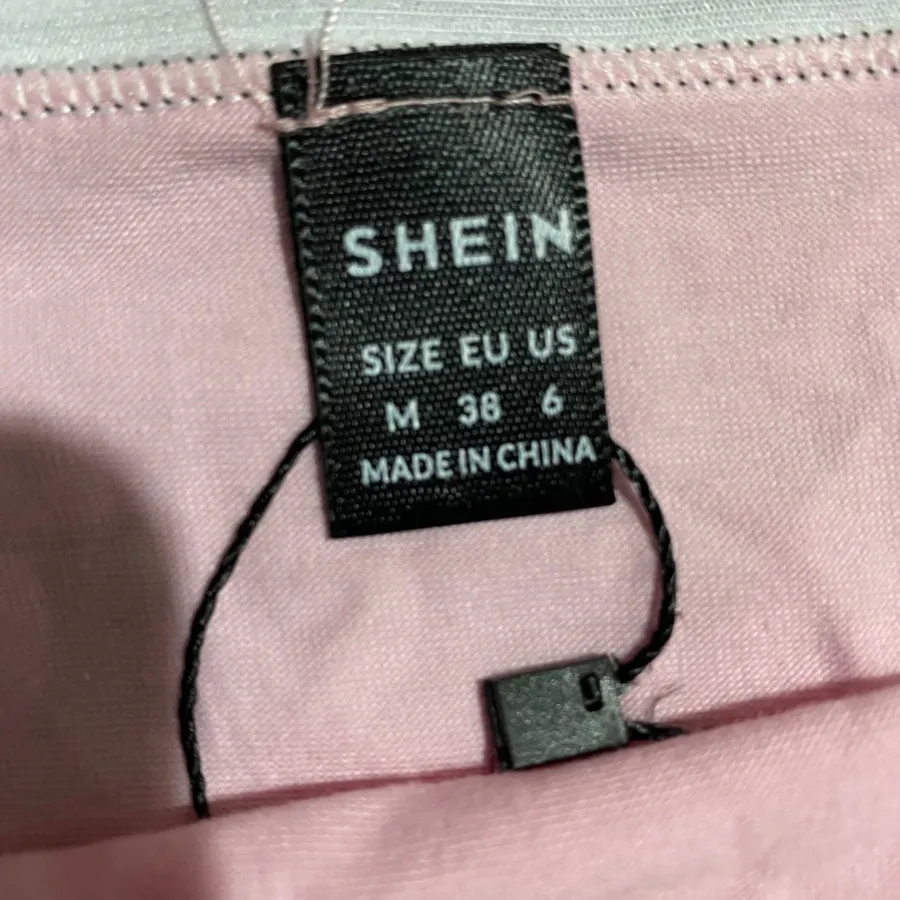 SHEIN
SIZE EU US
M 38 6
MADE IN CHINA